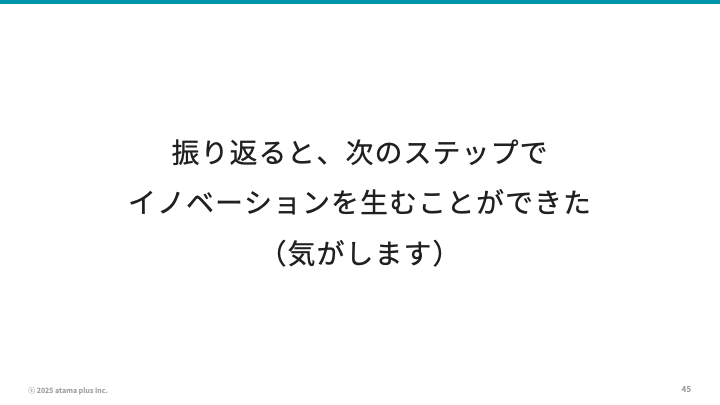 振り返ると、次のステップで
イノベーションを生むことができた
（気がします）
ⓒ 2025 atama plus Inc.
45